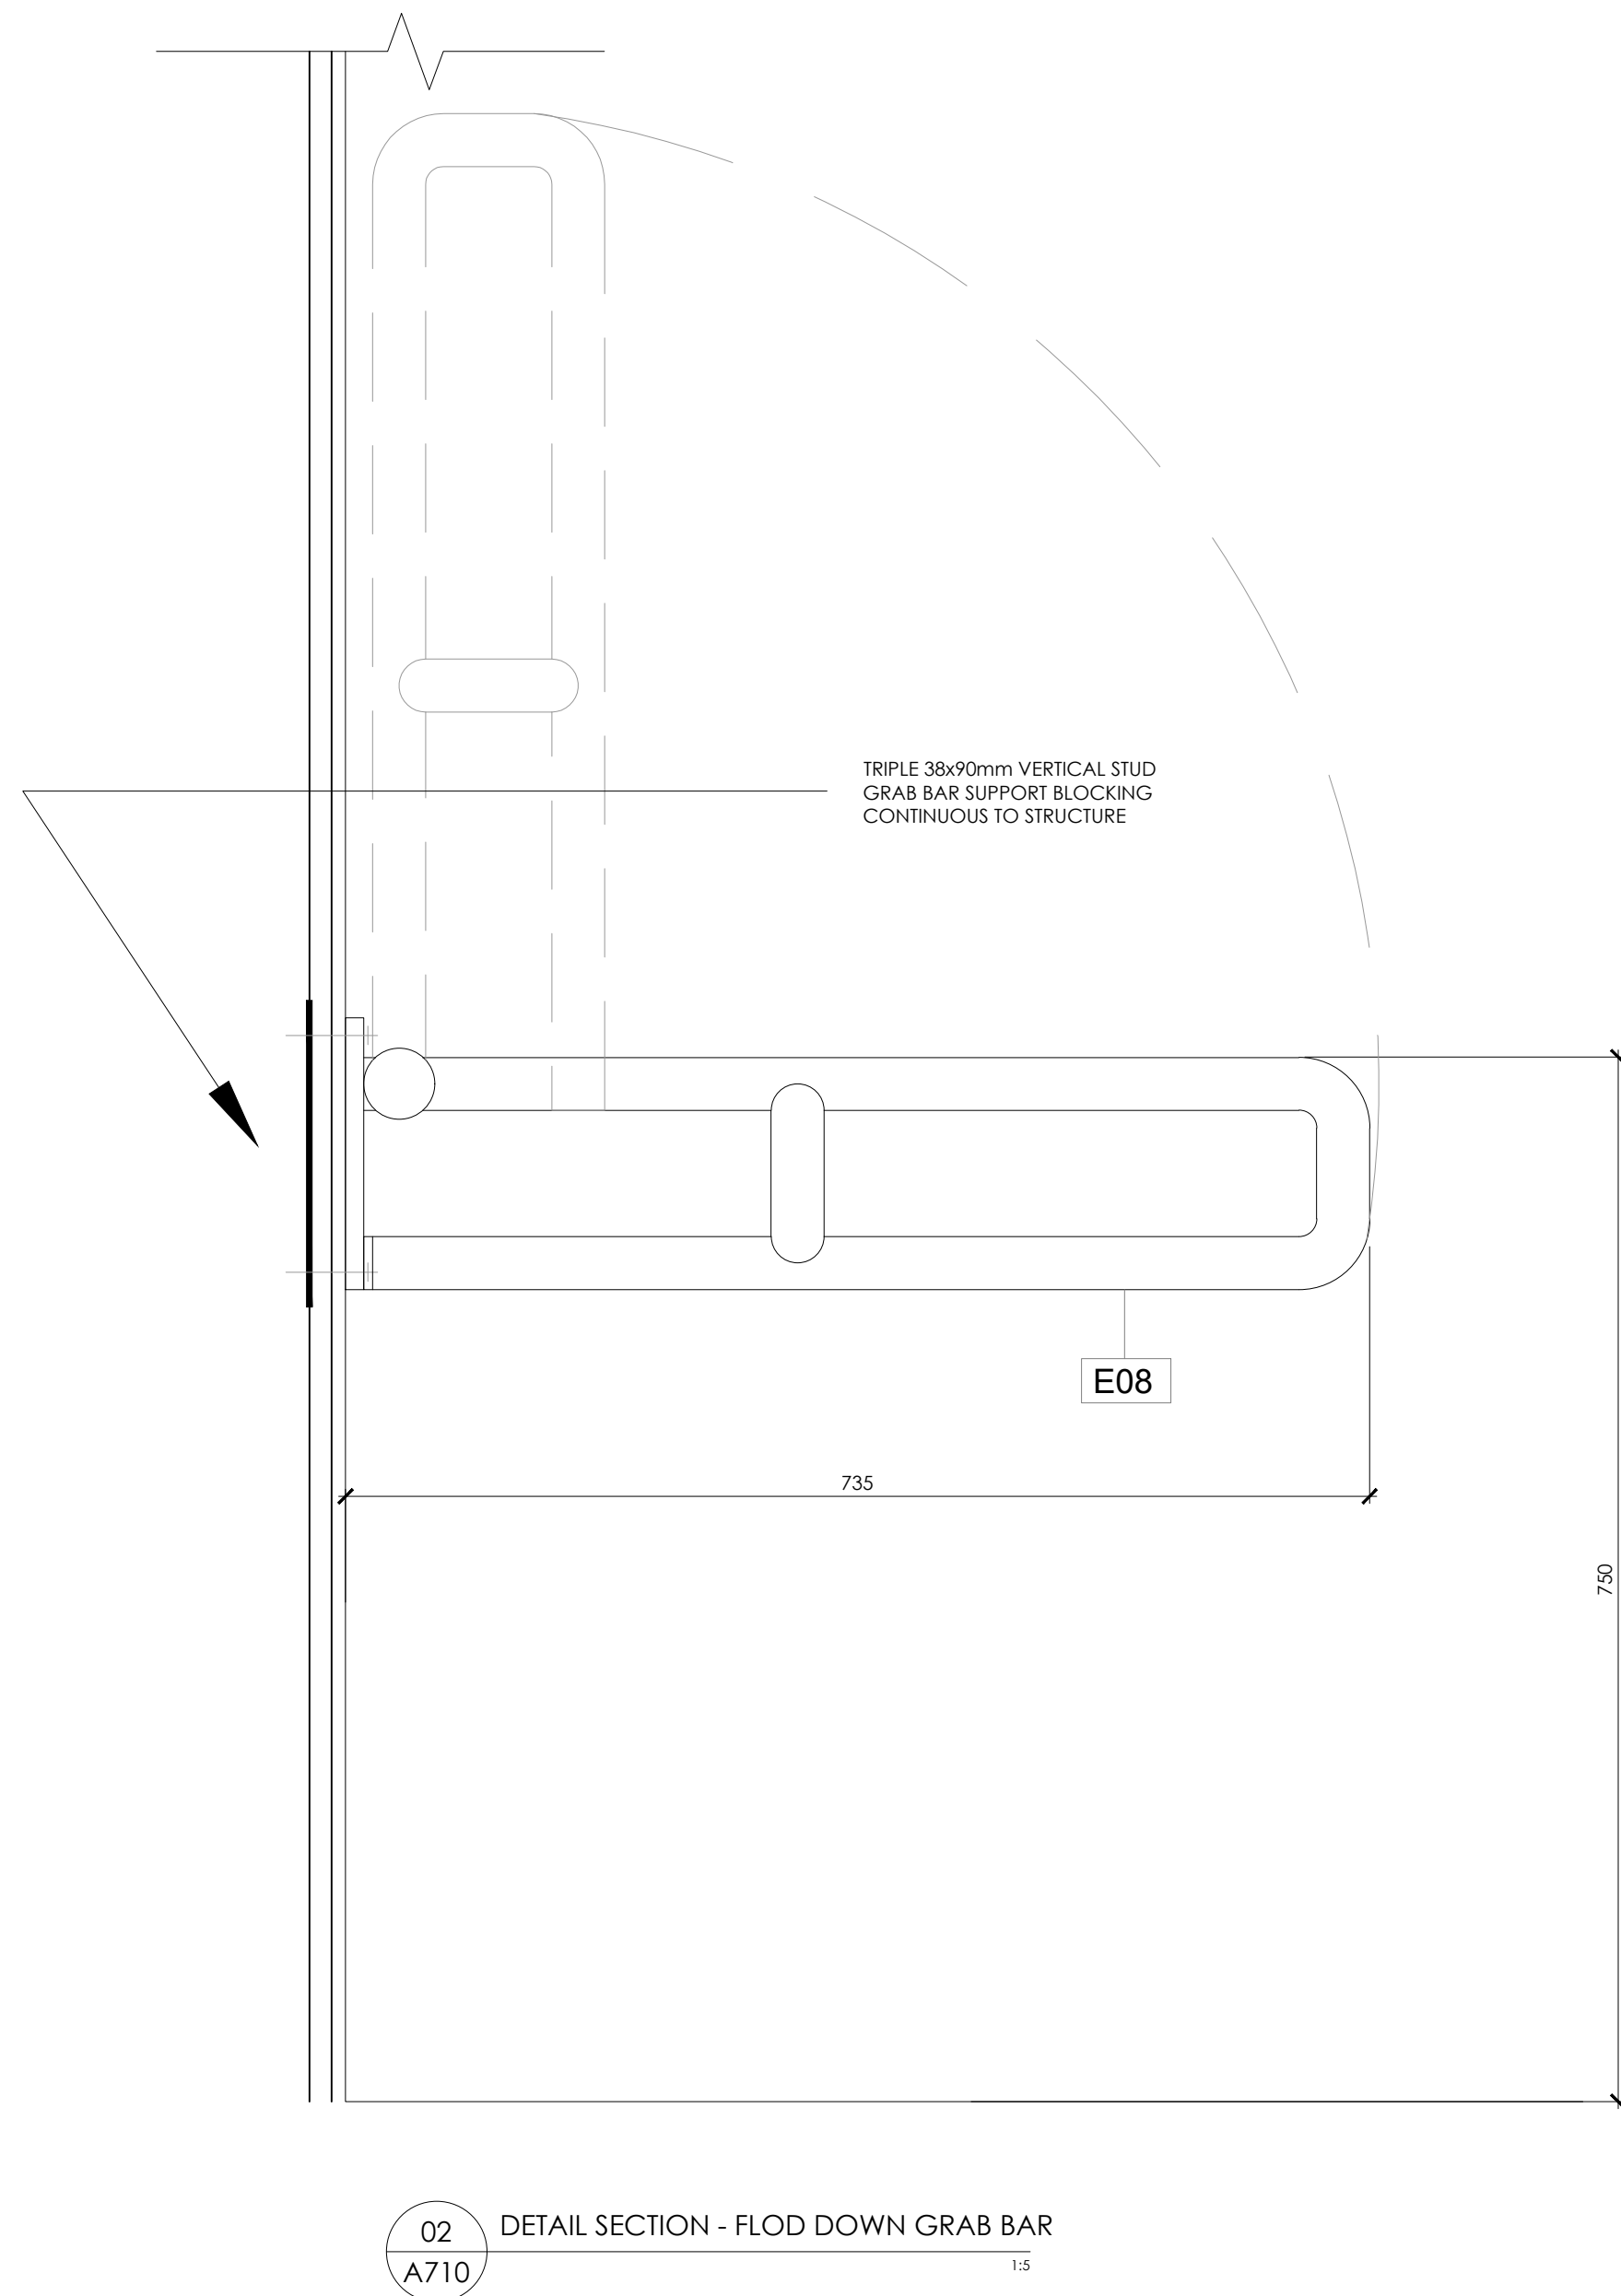 TRIPLE 38x90mm VERTICAL STUD
GRAB BAR SUPPORT BLOCKING
CONTINUOUS TO STRUCTURE
E08
735
750
02
A710
DETAIL SECTION - FLOD DOWN GRAB BAR
1:5